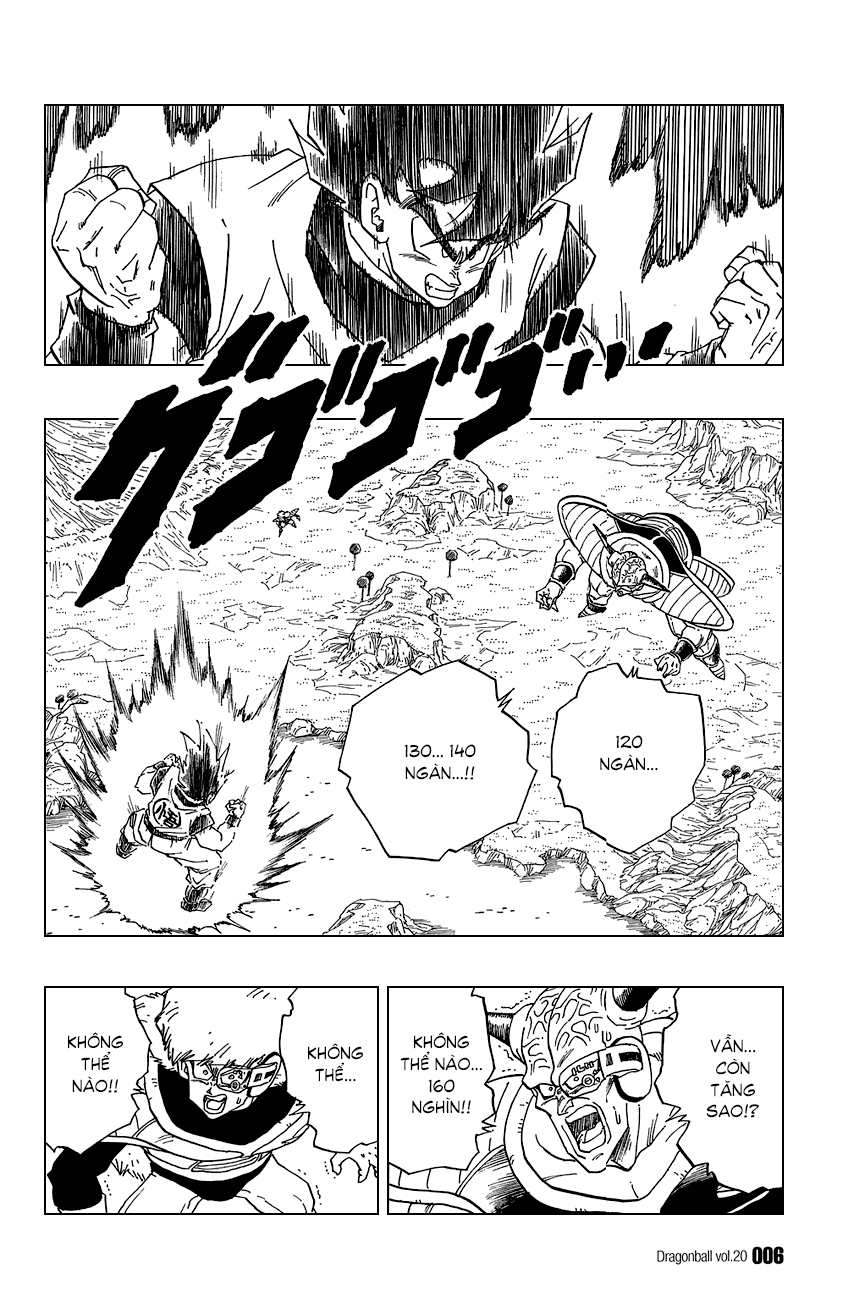 グゴゴゴ・・・
120
NGÀN...
130... 140
NGÀN...!!
VẪN...
CÒN
TĂNG
SAO!?
KHÔNG
THỂ NÀO...
160
NGHÌN!!
KHÔNG
THỂ...
KHÔNG
THỂ
NÀO!!
Dragonball vol.20 006